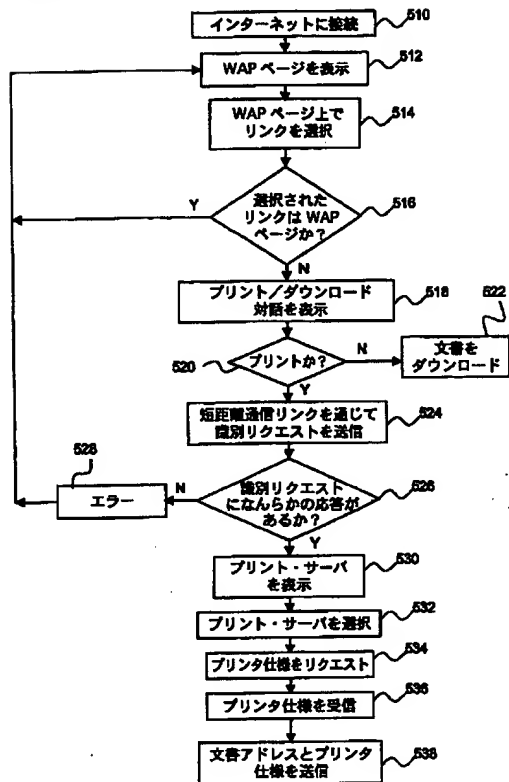 インターネットに接続
510
WAP ページを表示
512
WAP ページ上で
リンクを選択
514
選択された
リンクは WAP
ページか?
516
Y
N
プリント/ダウンロード
対話を表示
518
プリントか?
520
N
文書を
ダウンロード
522
Y
短距離通信リンクを通じて
識別リクエストを送信
524
識別リクエスト
になんらかの応答が
あるか?
526
N
エラー
528
Y
プリント・サーバ
を表示
530
プリント・サーバを選択
532
プリンタ仕様をリクエスト
534
プリンタ仕様を受信
536
文書アドレスとプリンタ
仕様を送信
538